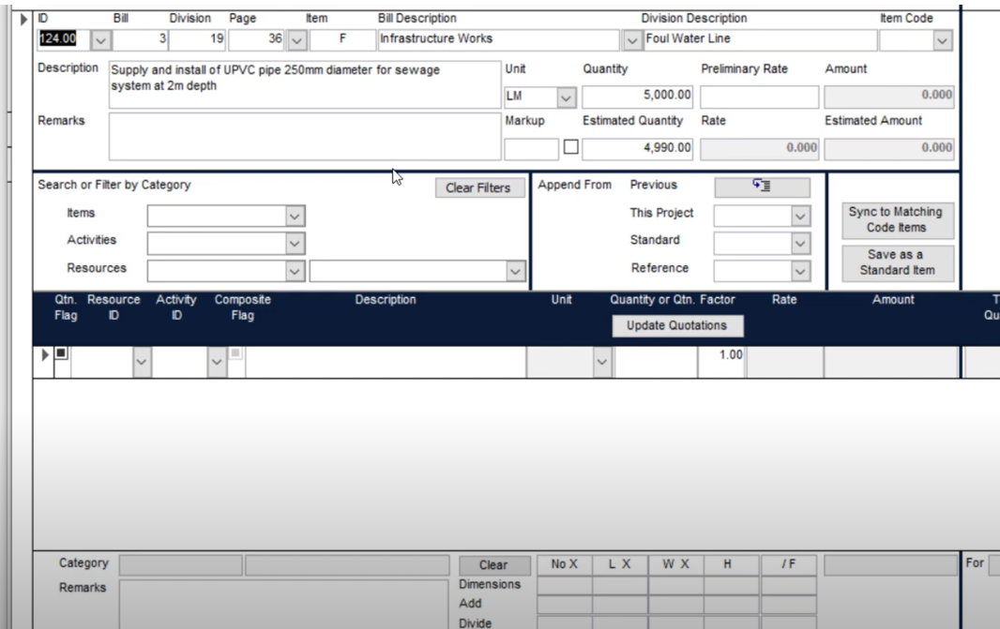 ID Bill Division Page Item Bill Description Division Description Item Code
124.00 3 19 36 F Infrastructure Works Foul Water Line
Description Supply and install of UPVC pipe 250mm diameter for sewage Unit Quantity Preliminary Rate Amount
system at 2m depth
LM 5,000.00 0.000
Remarks Markup Estimated Quantity Rate Estimated Amount
4,990.00 0.000 0.000
Search or Filter by Category Clear Filters Append From Previous
Items This Project Sync to Matching
Code Items
Activities Standard
Resources Reference Save as a
Standard Item
Qtn. Resource Activity Composite Description Unit Quantity or Qtn. Factor Rate Amount
Flag ID ID Flag Update Quotations
1.00
Category Clear No X L X W X H / F For
Remarks Dimensions
Add
Divide